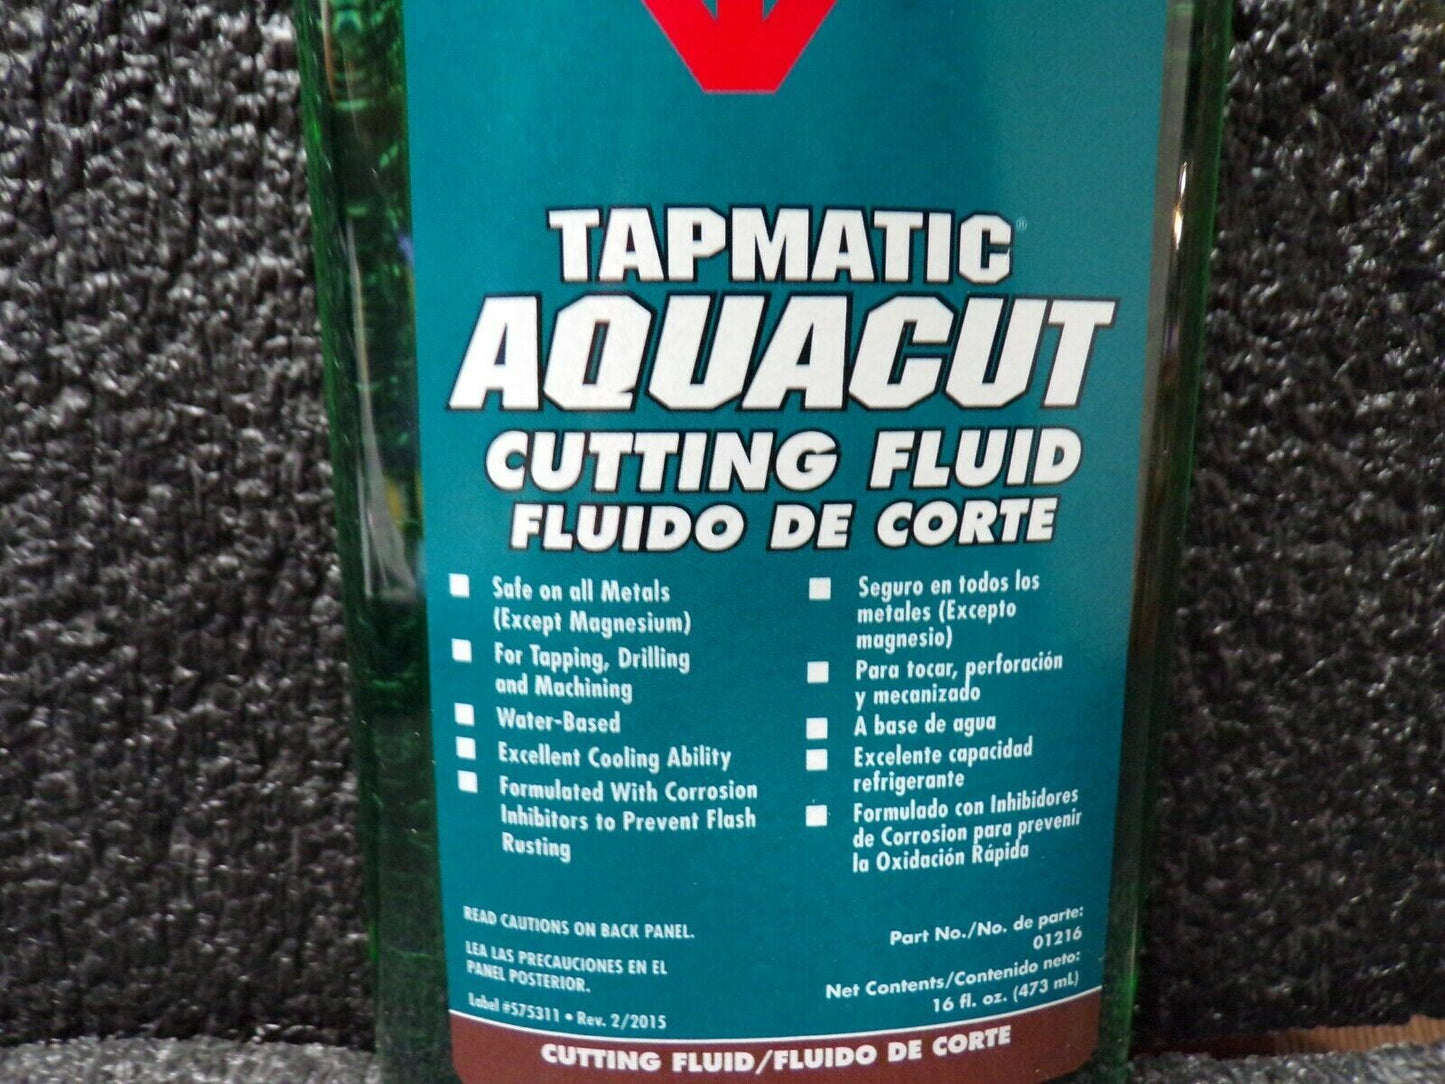 TAPMATIC®
AQUACUT
CUTTING FLUID
FLUIDO DE CORTE
Safe on all Metals
(Except Magnesium)
For Tapping, Drilling
and Machining
Water-Based
Excellent Cooling Ability
Formulated With Corrosion
Inhibitors to Prevent Flash
Rusting
Seguro en todos los
metales (Excepto
magnesio)
Para tocar, perforación
y mecanizado
A base de agua
Excelente capacidad
refrigerante
Formulado con Inhibidores
de Corrosion para prevenir
la Oxidación Rápida
READ CAUTIONS ON BACK PANEL.
LEA LAS PRECAUCIONES EN EL
PANEL POSTERIOR.
Label #575311 • Rev. 2/2015
Part No./No. de parte:
01216
Net Contents/Contenido neto:
16 fl. oz. (473 mL)
CUTTING FLUID/FLUIDO DE CORTE